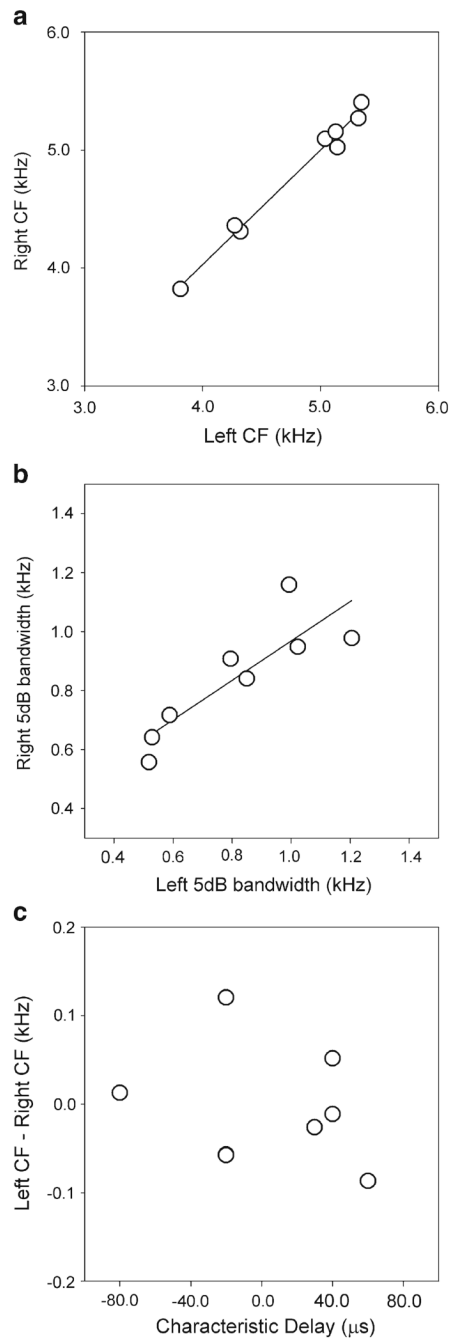 a
6.0
5.0
4.0
3.0
Right CF (kHz)
3.0 4.0 5.0 6.0
Left CF (kHz)
b
1.4
1.2
1.0
0.8
0.6
0.4
Right 5dB bandwidth (kHz)
0.4 0.6 0.8 1.0 1.2 1.4
Left 5dB bandwidth (kHz)
c
0.2
0.1
0.0
-0.1
-0.2
Left CF - Right CF (kHz)
-80.0 -40.0 0.0 40.0 80.0
Characteristic Delay (μs)